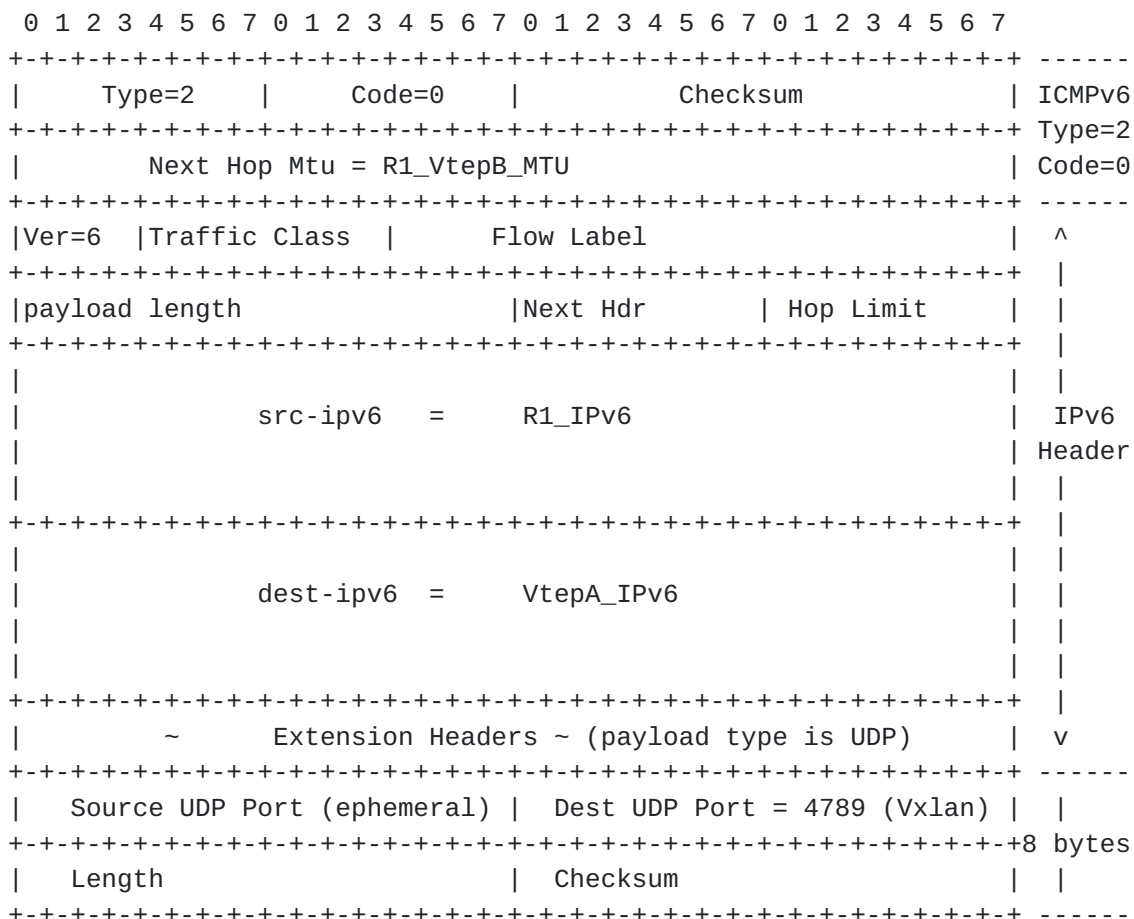 0 1 2 3 4 5 6 7 0 1 2 3 4 5 6 7 0 1 2 3 4 5 6 7 0 1 2 3 4 5 6 7
+-+-+-+-+-+-+-+-+-+-+-+-+-+-+-+-+-+-+-+-+-+-+-+-+-+-+-+-+-+-+-+-+ ------
|     Type=2    |     Code=0    |          Checksum             | ICMPv6
+-+-+-+-+-+-+-+-+-+-+-+-+-+-+-+-+-+-+-+-+-+-+-+-+-+-+-+-+-+-+-+-+ Type=2
|        Next Hop Mtu = R1_VtepB_MTU                            | Code=0
+-+-+-+-+-+-+-+-+-+-+-+-+-+-+-+-+-+-+-+-+-+-+-+-+-+-+-+-+-+-+-+-+ ------
|Ver=6  |Traffic Class  |      Flow Label                       |  ^
+-+-+-+-+-+-+-+-+-+-+-+-+-+-+-+-+-+-+-+-+-+-+-+-+-+-+-+-+-+-+-+-+  |
|payload length                 |Next Hdr       | Hop Limit     |  |
+-+-+-+-+-+-+-+-+-+-+-+-+-+-+-+-+-+-+-+-+-+-+-+-+-+-+-+-+-+-+-+-+  |
|                                                               |  |
|               src-ipv6   =     R1_IPv6                        |  IPv6
|                                                               | Header
|                                                               |  |
+-+-+-+-+-+-+-+-+-+-+-+-+-+-+-+-+-+-+-+-+-+-+-+-+-+-+-+-+-+-+-+-+  |
|                                                               |  |
|               dest-ipv6  =     VtepA_IPv6                     |  |
|                                                               |  |
|                                                               |  |
+-+-+-+-+-+-+-+-+-+-+-+-+-+-+-+-+-+-+-+-+-+-+-+-+-+-+-+-+-+-+-+-+  |
|         ~      Extension Headers ~ (payload type is UDP)      |  v
+-+-+-+-+-+-+-+-+-+-+-+-+-+-+-+-+-+-+-+-+-+-+-+-+-+-+-+-+-+-+-+-+ ------
|   Source UDP Port (ephemeral) |  Dest UDP Port = 4789 (Vxlan) |  |
+-+-+-+-+-+-+-+-+-+-+-+-+-+-+-+-+-+-+-+-+-+-+-+-+-+-+-+-+-+-+-+-+8 bytes
|   Length                      |  Checksum                     |  |
+-+-+-+-+-+-+-+-+-+-+-+-+-+-+-+-+-+-+-+-+-+-+-+-+-+-+-+-+-+-+-+-+ ------